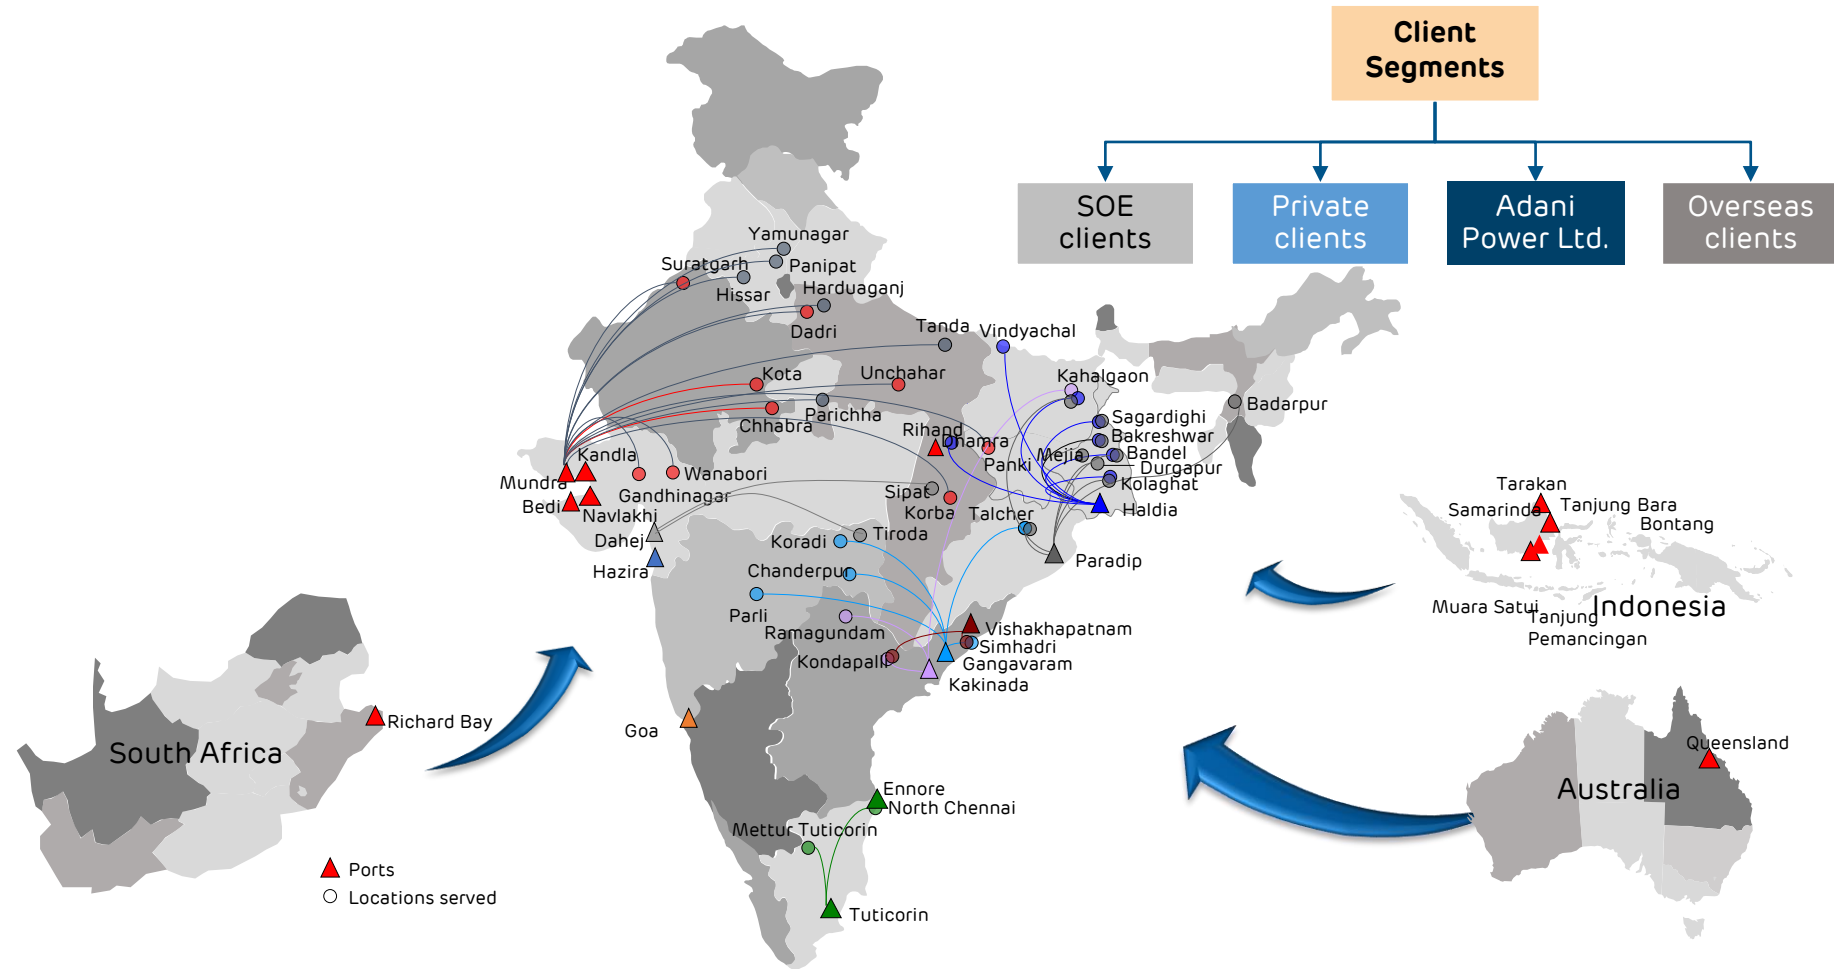 Client
Segments
SOE
clients
Private
clients
Adani
Power Ltd.
Overseas
clients
Yamunagar
Suratgarh
Panipat
Hissar
Harduaganj
Dadri
Tanda
Vindyachal
Kota
Unchahar
Kahalgaon
Parichha
Chhabra
Badarpur
Sagardighi
Rihand
Dhamra
Bakreshwar
Kandla
Panki
Mejia
Bandel
Durgapur
Mundra
Wanabori
Kolaghat
Gandhinagar
Sipat
Bedi
Navlakhi
Korba
Talcher
Haldia
Dahej
Koradi
Tiroda
Hazira
Chanderpur
Paradip
Parli
Ramagundam
Vishakhapatnam
Simhadri
Kondapalli
Gangavaram
Kakinada
Goa
Ennore
North Chennai
Mettur Tuticorin
Tuticorin
Tarakan
Samarinda
Tanjung Bara
Bontang
Muara Satui
Tanjung
Pemancingan
Indonesia
Richard Bay
South Africa
Queensland
Australia
Ports
Locations served